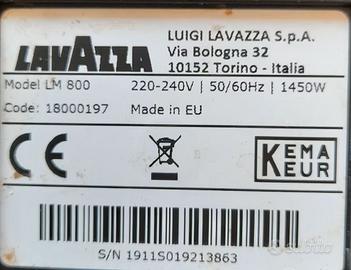 LAVAZZA
LUIGI LAVAZZA S.p.A.
Via Bologna 32
10152 Torino - Italia
Model LM 800 220-240V | 50/60Hz | 1450W
Code: 18000197 Made in EU
CE
KEMA
KEUR
S/N 1911S019213863
subito